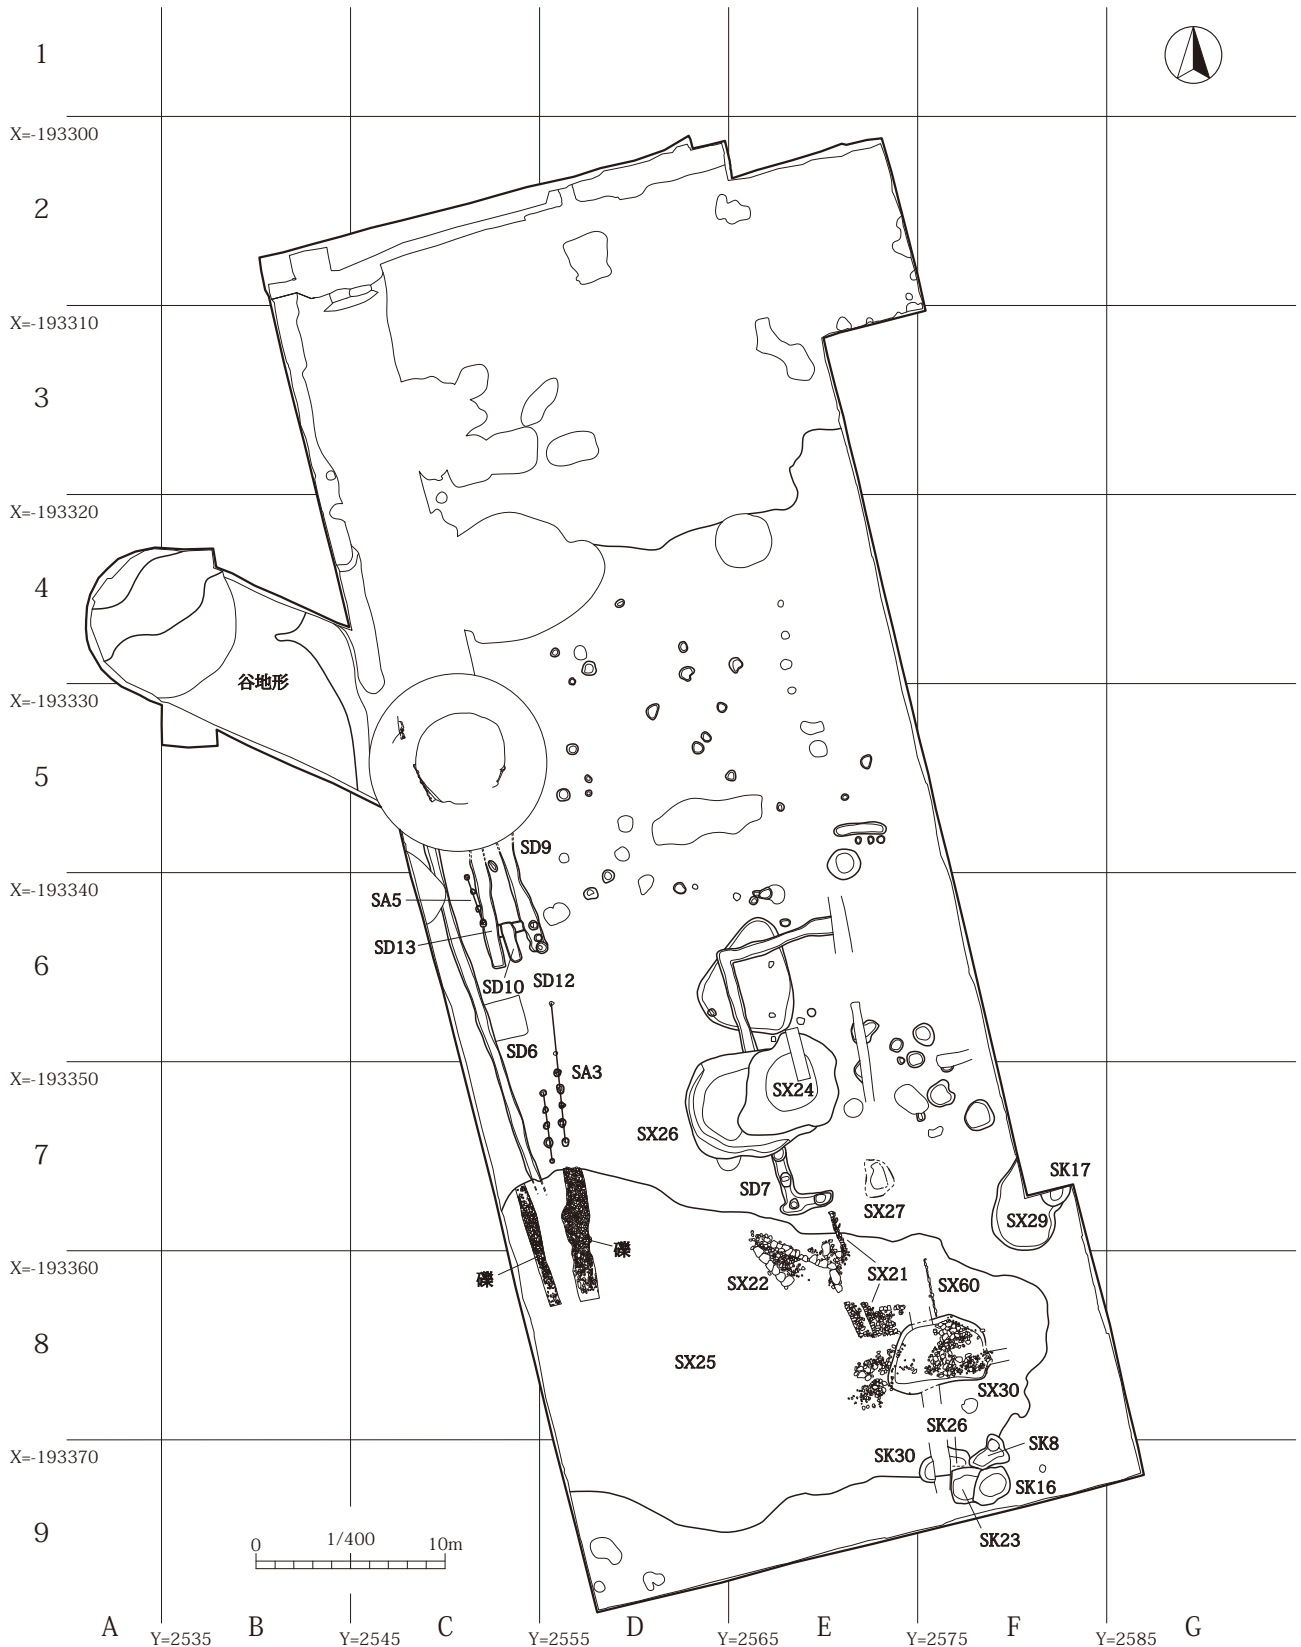 1
X=-193300
2
X=-193310
3
X=-193320
4
谷地形
X=-193330
5
SD9
X=-193340
SA5
SD13
6
SD10
SD12
SD6
X=-193350
SA3
SX24
SX26
7
SK17
SD7
SX27
SX29
礫
X=-193360
礫
SX22
SX21
SX60
8
SX25
SX30
SK26
X=-193370
SK30
SK8
SK16
9
SK23
0
1/400
10m
A
B
C
D
E
F
G
Y=2535
Y=2545
Y=2555
Y=2565
Y=2575
Y=2585